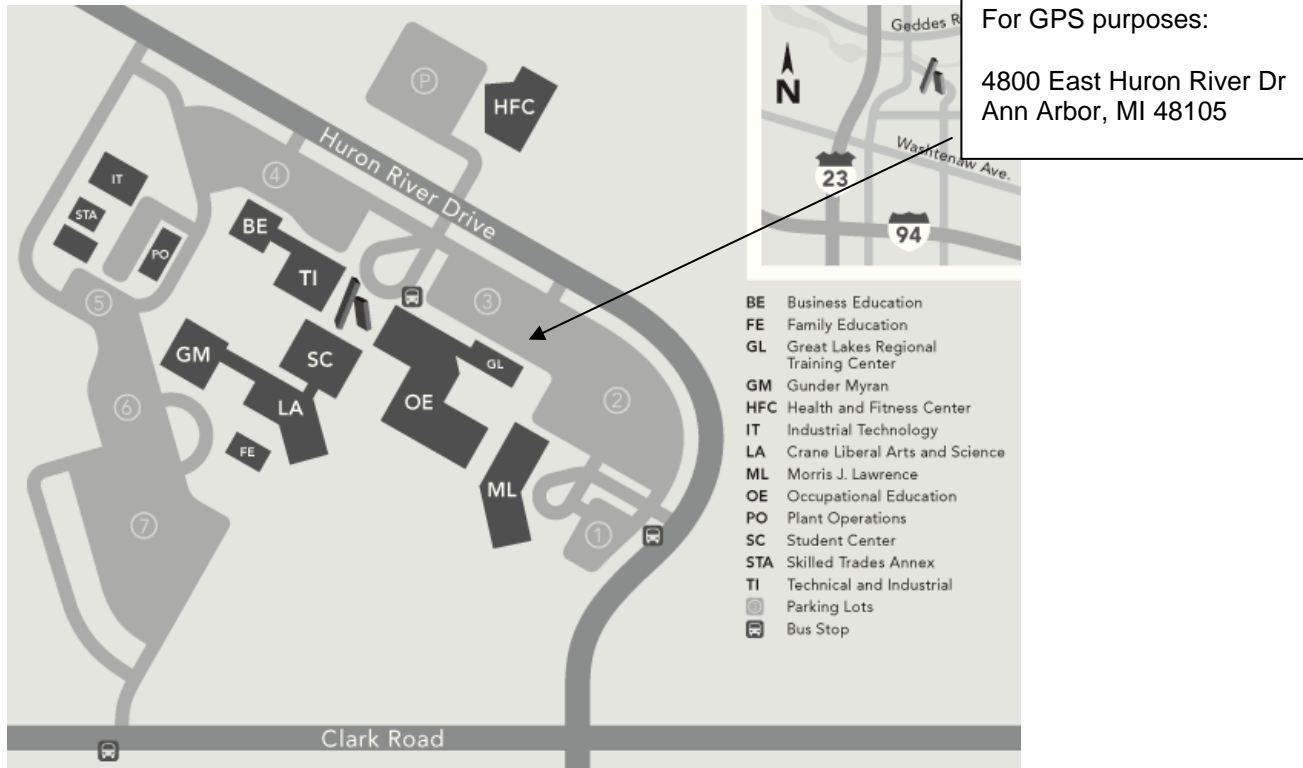 For GPS purposes:
4800 East Huron River Dr
Ann Arbor, MI 48105
Geddes R
N
Washtenaw Ave.
23
94
P
HFC
Huron River Drive
4
IT
STA
BE
PO
TI
3
5
GM
SC
GL
LA
OE
2
6
FE
ML
7
1
Clark Road
BE Business Education
FE Family Education
GL Great Lakes Regional
Training Center
GM Gunder Myran
HFC Health and Fitness Center
IT Industrial Technology
LA Crane Liberal Arts and Science
ML Morris J. Lawrence
OE Occupational Education
PO Plant Operations
SC Student Center
STA Skilled Trades Annex
TI Technical and Industrial
Parking Lots
Bus Stop